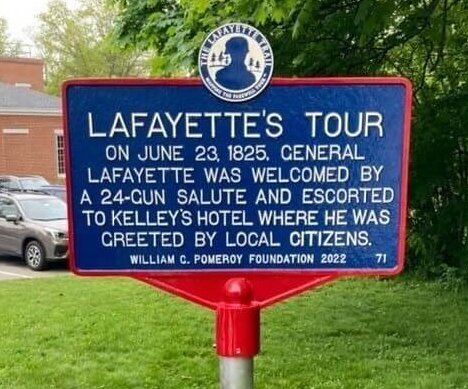 THE LAFAYETTE TRAIL
LAFAYETTE'S TOUR
ON JUNE 23, 1825, GENERAL
LAFAYETTE WAS WELCOMED BY
A 24-GUN SALUTE AND ESCORTED
TO KELLEY'S HOTEL WHERE HE WAS
GREETED BY LOCAL CITIZENS.
WILLIAM G. POMEROY FOUNDATION 2022 71